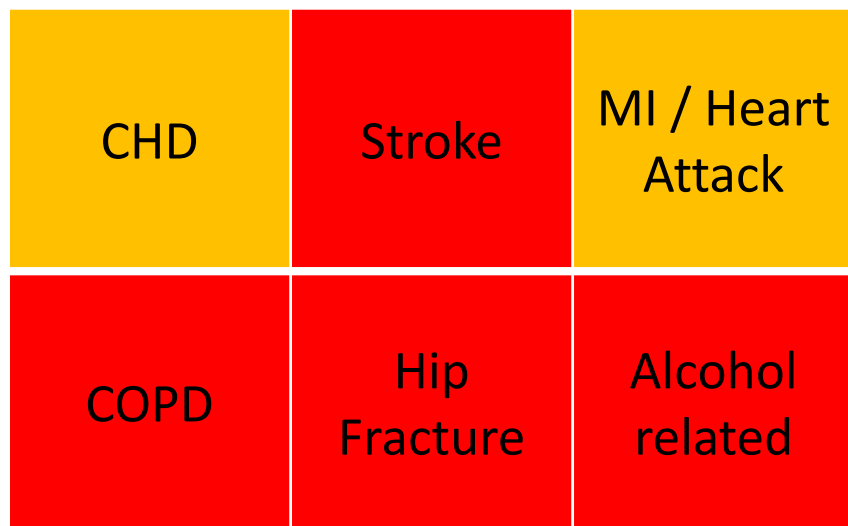 CHD
Stroke
MI / Heart
Attack
COPD
Hip
Fracture
Alcohol
related